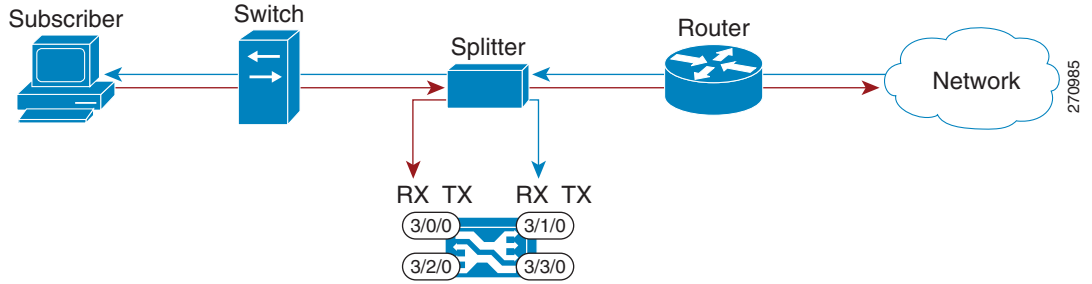 Subscriber
Switch
Splitter
Router
Network
270985
RX TX
RX TX
3/0/0
3/1/0
3/2/0
3/3/0